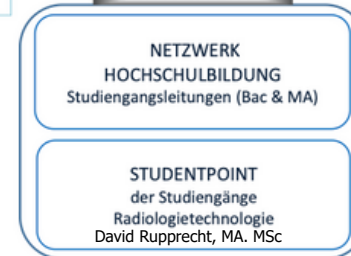 NETZWERK
HOCHSCHULBILDUNG
Studiengangsleitungen (Bac & MA)
STUDENTPOINT
der Studiengänge
Radiologietechnologie
David Rupprecht, MA. MSc